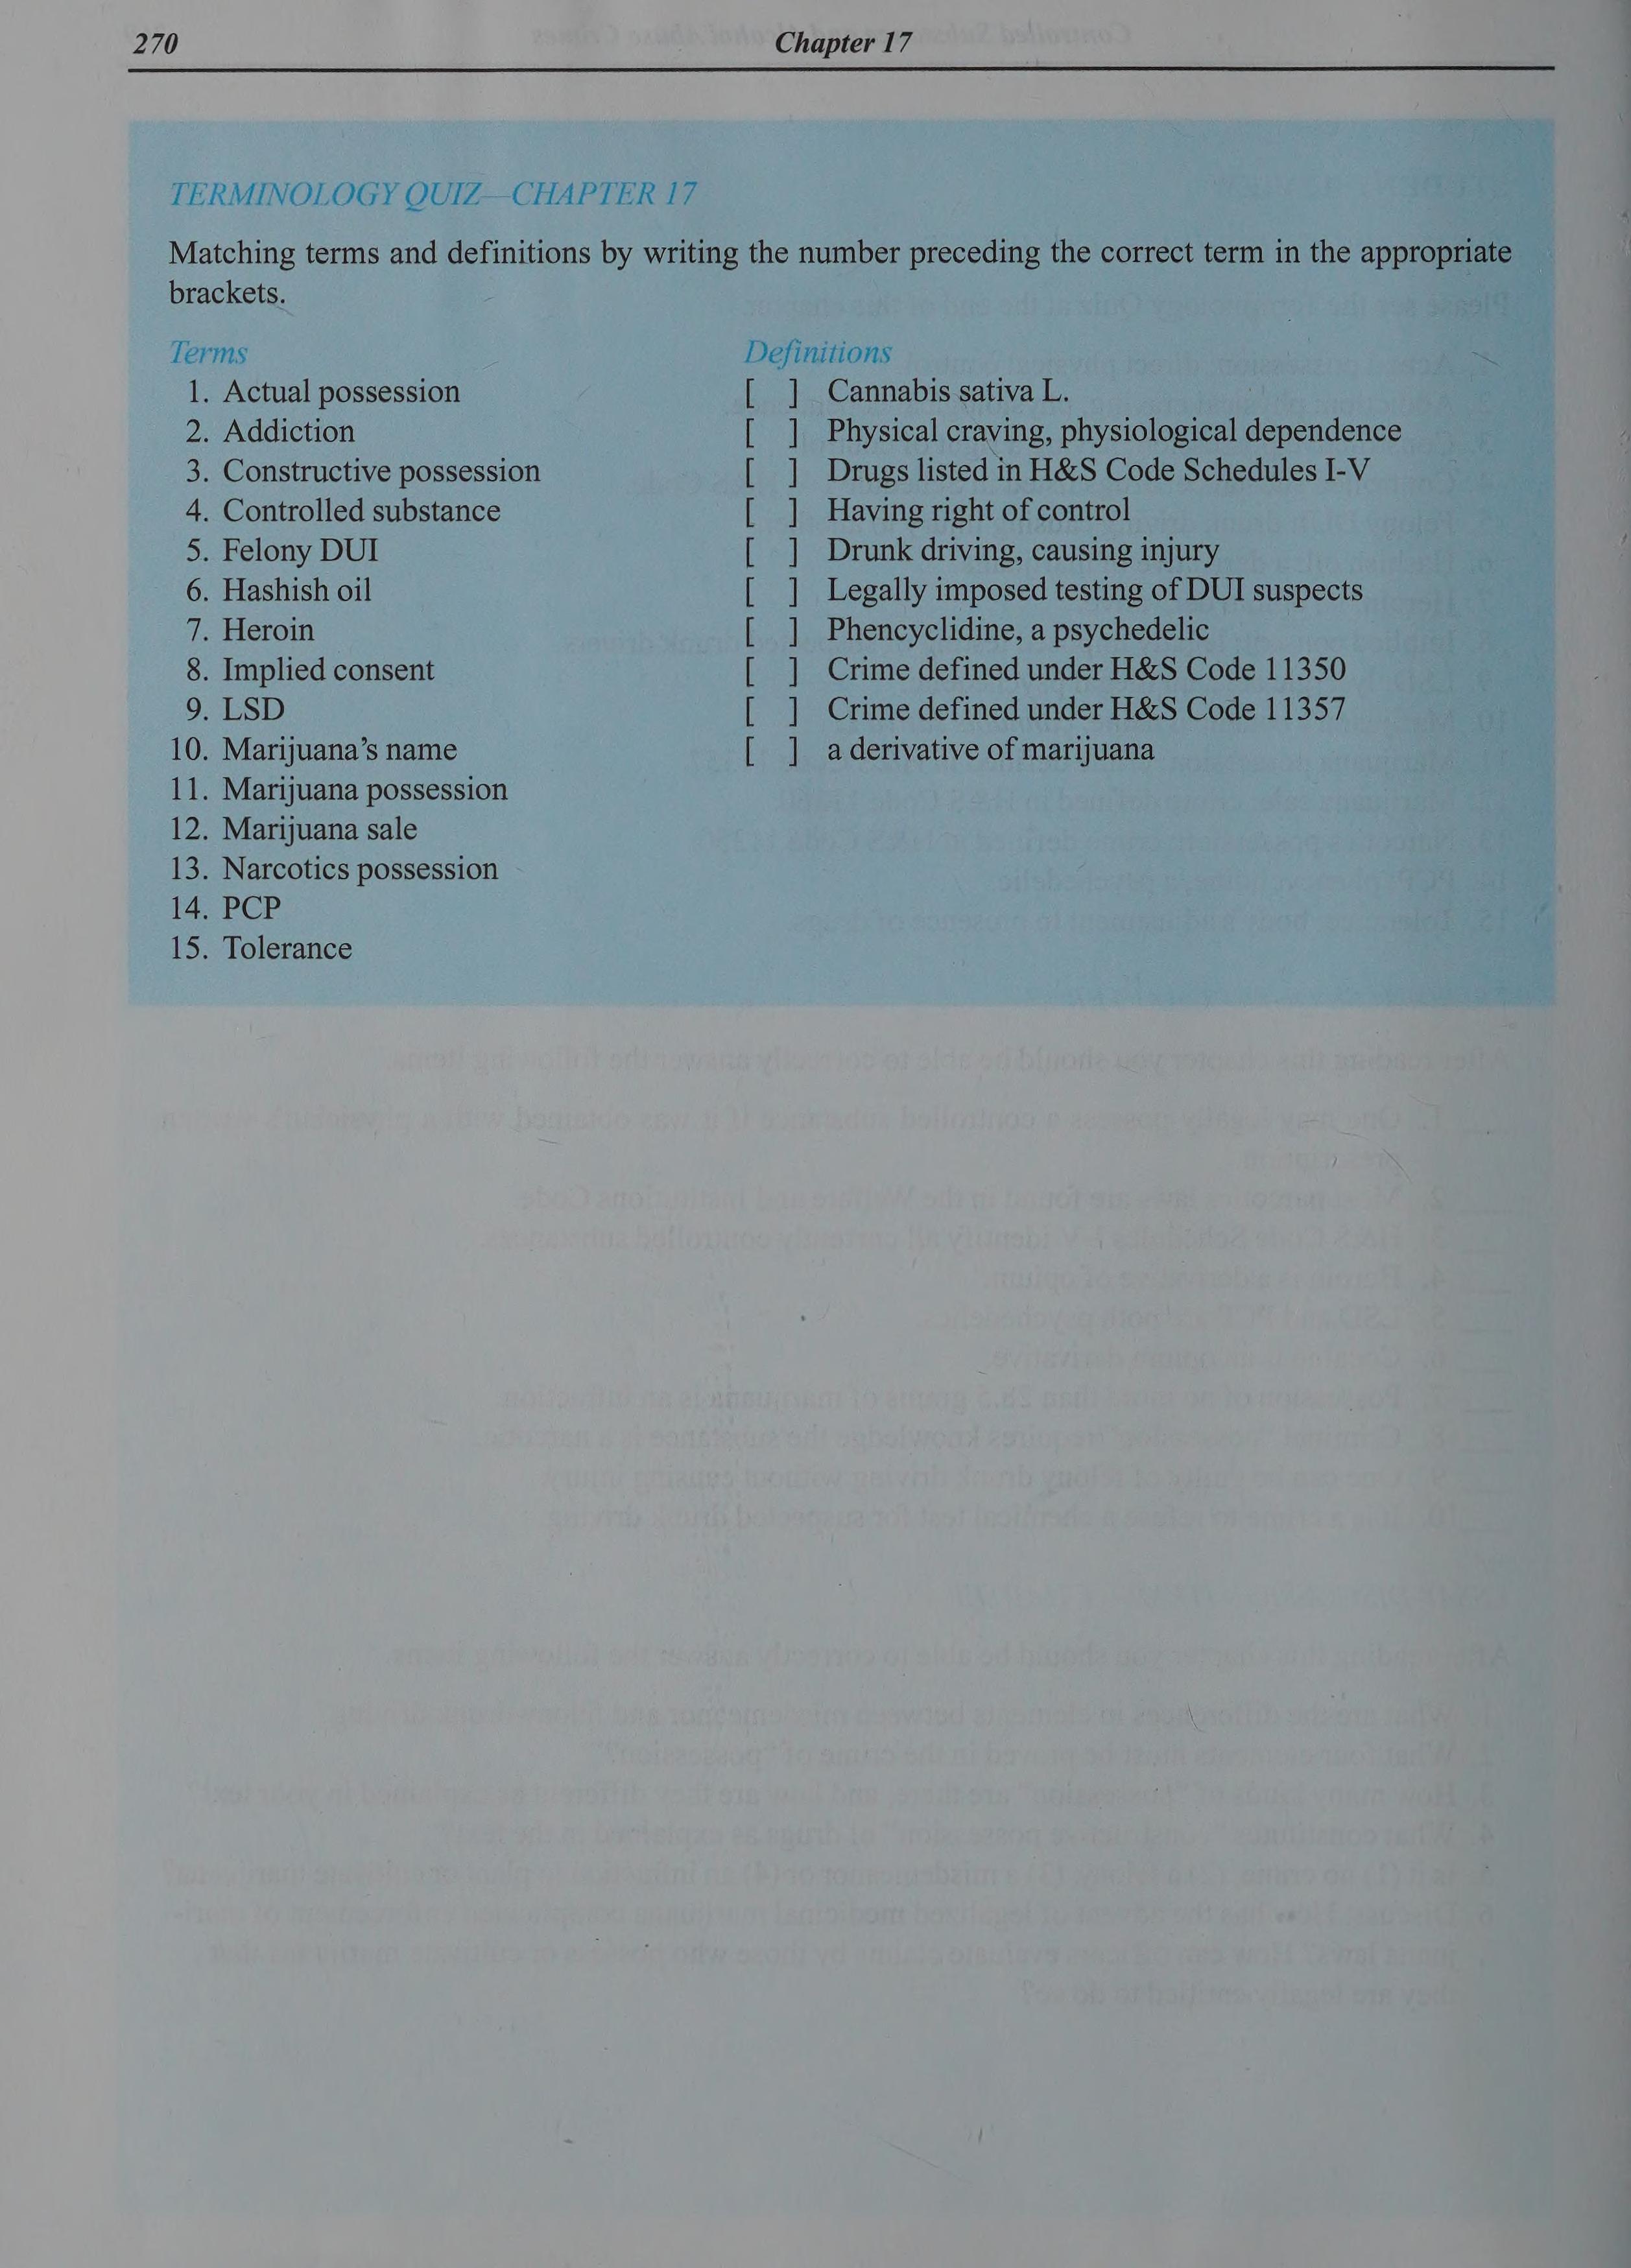 270
Chapter 17
TERMINOLOGY QUIZ—CHAPTER 17
Matching terms and definitions by writing the number preceding the correct term in the appropriate
brackets.
Terms
1. Actual possession
2. Addiction
3. Constructive possession
4. Controlled substance
5. Felony DUI
6. Hashish oil
7. Heroin
8. Implied consent
9. LSD
10. Marijuana’s name
11. Marijuana possession
12. Marijuana sale
13. Narcotics possession
14. PCP
15. Tolerance
Definitions
[ ] Cannabis sativa L.
[ ] Physical craving, physiological dependence
[ ] Drugs listed in H&S Code Schedules I-V
[ ] Having right of control
[ ] Drunk driving, causing injury
[ ] Legally imposed testing of DUI suspects
[ ] Phencyclidine, a psychedelic
[ ] Crime defined under H&S Code 11350
[ ] Crime defined under H&S Code 11357
[ ] a derivative of marijuana